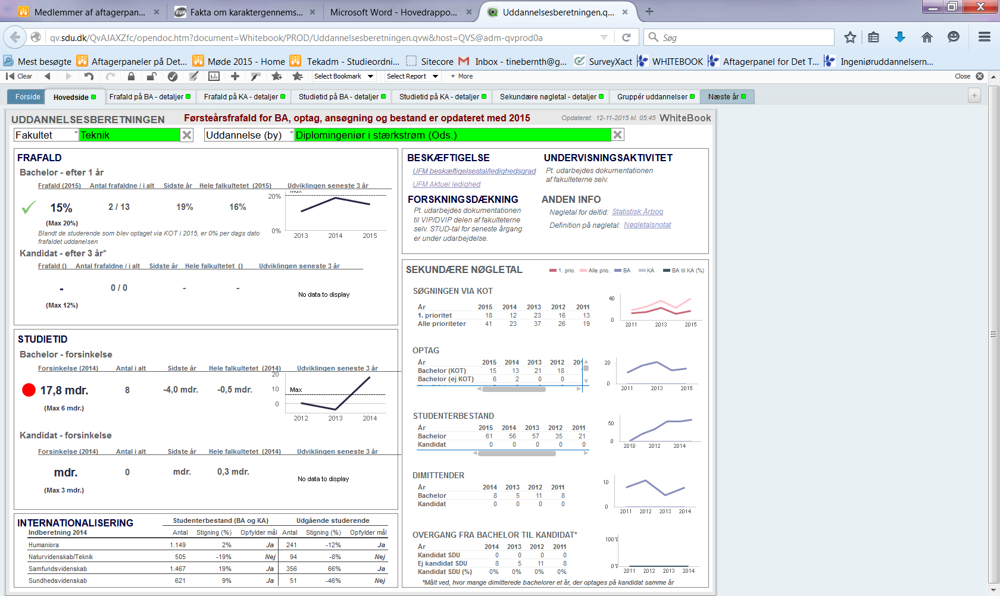 Medlemmer af aftagerpan... Fakta om karaktergennems... Microsoft Word - Hovedrappo... Uddannelsesberetningen.qv...
qv.sdu.dk/QvAJAXZfc/opendoc.htm?document=Whitebook/PROD/Uddannelsesberetningen.qvw&host=QVS@adm-qvprod0a Søg
Mest besøgte Aftagerpaneler på Det... Møde 2015 - Home Tekadm - Studieordni... Sitecore Inbox - tinebernth@g... SurveyXact WHITEBOOK Aftagerpanel for Det T... Ingeniøruddannelsern...
Clear Select Bookmark Select Report More Close
Forside Hovedside Frafald på BA - detaljer Frafald på KA - detaljer Studietid på BA - detaljer Studietid på KA - detaljer Sekundære nøgletal - detaljer Gruppér uddannelser Næste år
UDDANNELSESBERETNINGEN Førsteårsfrafald for BA, optag, ansøgning og bestand er opdateret med 2015 Opdateret: 12-11-2015 kl. 05:45 WhiteBook
Fakultet Teknik Uddannelse (by) Diplomingeniør i stærkstrøm (Ods.)
FRAFALD
Bachelor - efter 1 år
Frafald (2015) Antal frafaldne / i alt Sidste år Hele falkultetet (2015) Udviklingen seneste 3 år
15% 2 / 13 19% 16%
(Max 20%)
Blandt de studerende som blev optaget via KOT i 2015, er 0% per dags dato
frafaldet uddanelsen
Max
20%
0%
2013 2014 2015
Kandidat - efter 3 år*
Frafald () Antal frafaldne / i alt Sidste år Hele falkultetet () Udviklingen seneste 3 år
- 0 / 0 - -
(Max 12%)
No data to display
STUDIETID
Bachelor - forsinkelse
Forsinkelse (2014) Antal i alt Sidste år Hele falkultetet (2014) Udviklingen seneste 3 år
17,8 mdr. 8 -4,0 mdr. -0,5 mdr.
(Max 6 mdr.)
20
10
0
Max
2012 2013 2014
Kandidat - forsinkelse
Forsinkelse (2014) Antal i alt Sidste år Hele falkultetet (2014) Udviklingen seneste 3 år
mdr. 0 mdr. 0,3 mdr.
(Max 3 mdr.)
No data to display
INTERNATIONALISERING Studenterbestand (BA og KA) Udgående studerende
Indberetning 2014 Antal Stigning (%) Opfylder mål Antal Stigning (%) Opfylder mål
Humaniora 1.149 2% Ja 241 -12% Ja
Naturvidenskab/Teknik 505 -19% Nej 94 -8% Nej
Samfundsvidenskab 1.467 19% Ja 356 66% Ja
Sundhedsvidenskab 621 9% Ja 51 -46% Nej
BESKÆFTIGELSE
UFM beskæftigelsestal/ledighedsgrad
UFM Aktuel ledighed
UNDERVISNINGSAKTIVITET
Pt. udarbejdes dokumentationen
af fakulteterne selv.
FORSKNINGSDÆKNING
Pt. udarbejdes dokumentationen
til VIP/DVIP delen af fakulteterne
selv. STUD-tal for seneste årgang
er under udarbejdelse.
ANDEN INFO
Nøgletal for deltid: Statistisk Årbog
Definition på nøgletal: Nøgletalsnotat
SEKUNDÆRE NØGLETAL 1. prio. Alle prio. BA KA BA til KA (%)
SØGNINGEN VIA KOT
År 2015 2014 2013 2012 2011
1. prioritet 18 12 23 16 13
Alle prioriteter 41 23 37 26 19
40
0
2011 2013 2015
OPTAG
År 2015 2014 2013 2012
Bachelor (KOT) 15 13 21 18
Bachelor (ej KOT) 6 2 0 0
20
0
2011 2013 2015
STUDENTERBESTAND
År 2015 2014 2013 2012 2011
Bachelor 61 56 57 35 21
Kandidat 0 0 0 0 0
50
0
2010 2012 2014
DIMITTENDER
År 2014 2013 2012 2011
Bachelor 8 5 11 8
Kandidat 0 0 0 0
10
0
2011 2012 2013 2014
OVERGANG FRA BACHELOR TIL KANDIDAT*
År 2014 2013 2012 2011
Kandidat SDU 0 0 0 0
Ej kandidat SDU 8 5 11 8
Kandidat SDU (%) 0% 0% 0% 0%
100 %
0 %
2011 2012 2013 2014
*Målt ved, hvor mange dimitterede bachelorer et år, der optages på kandidat samme år